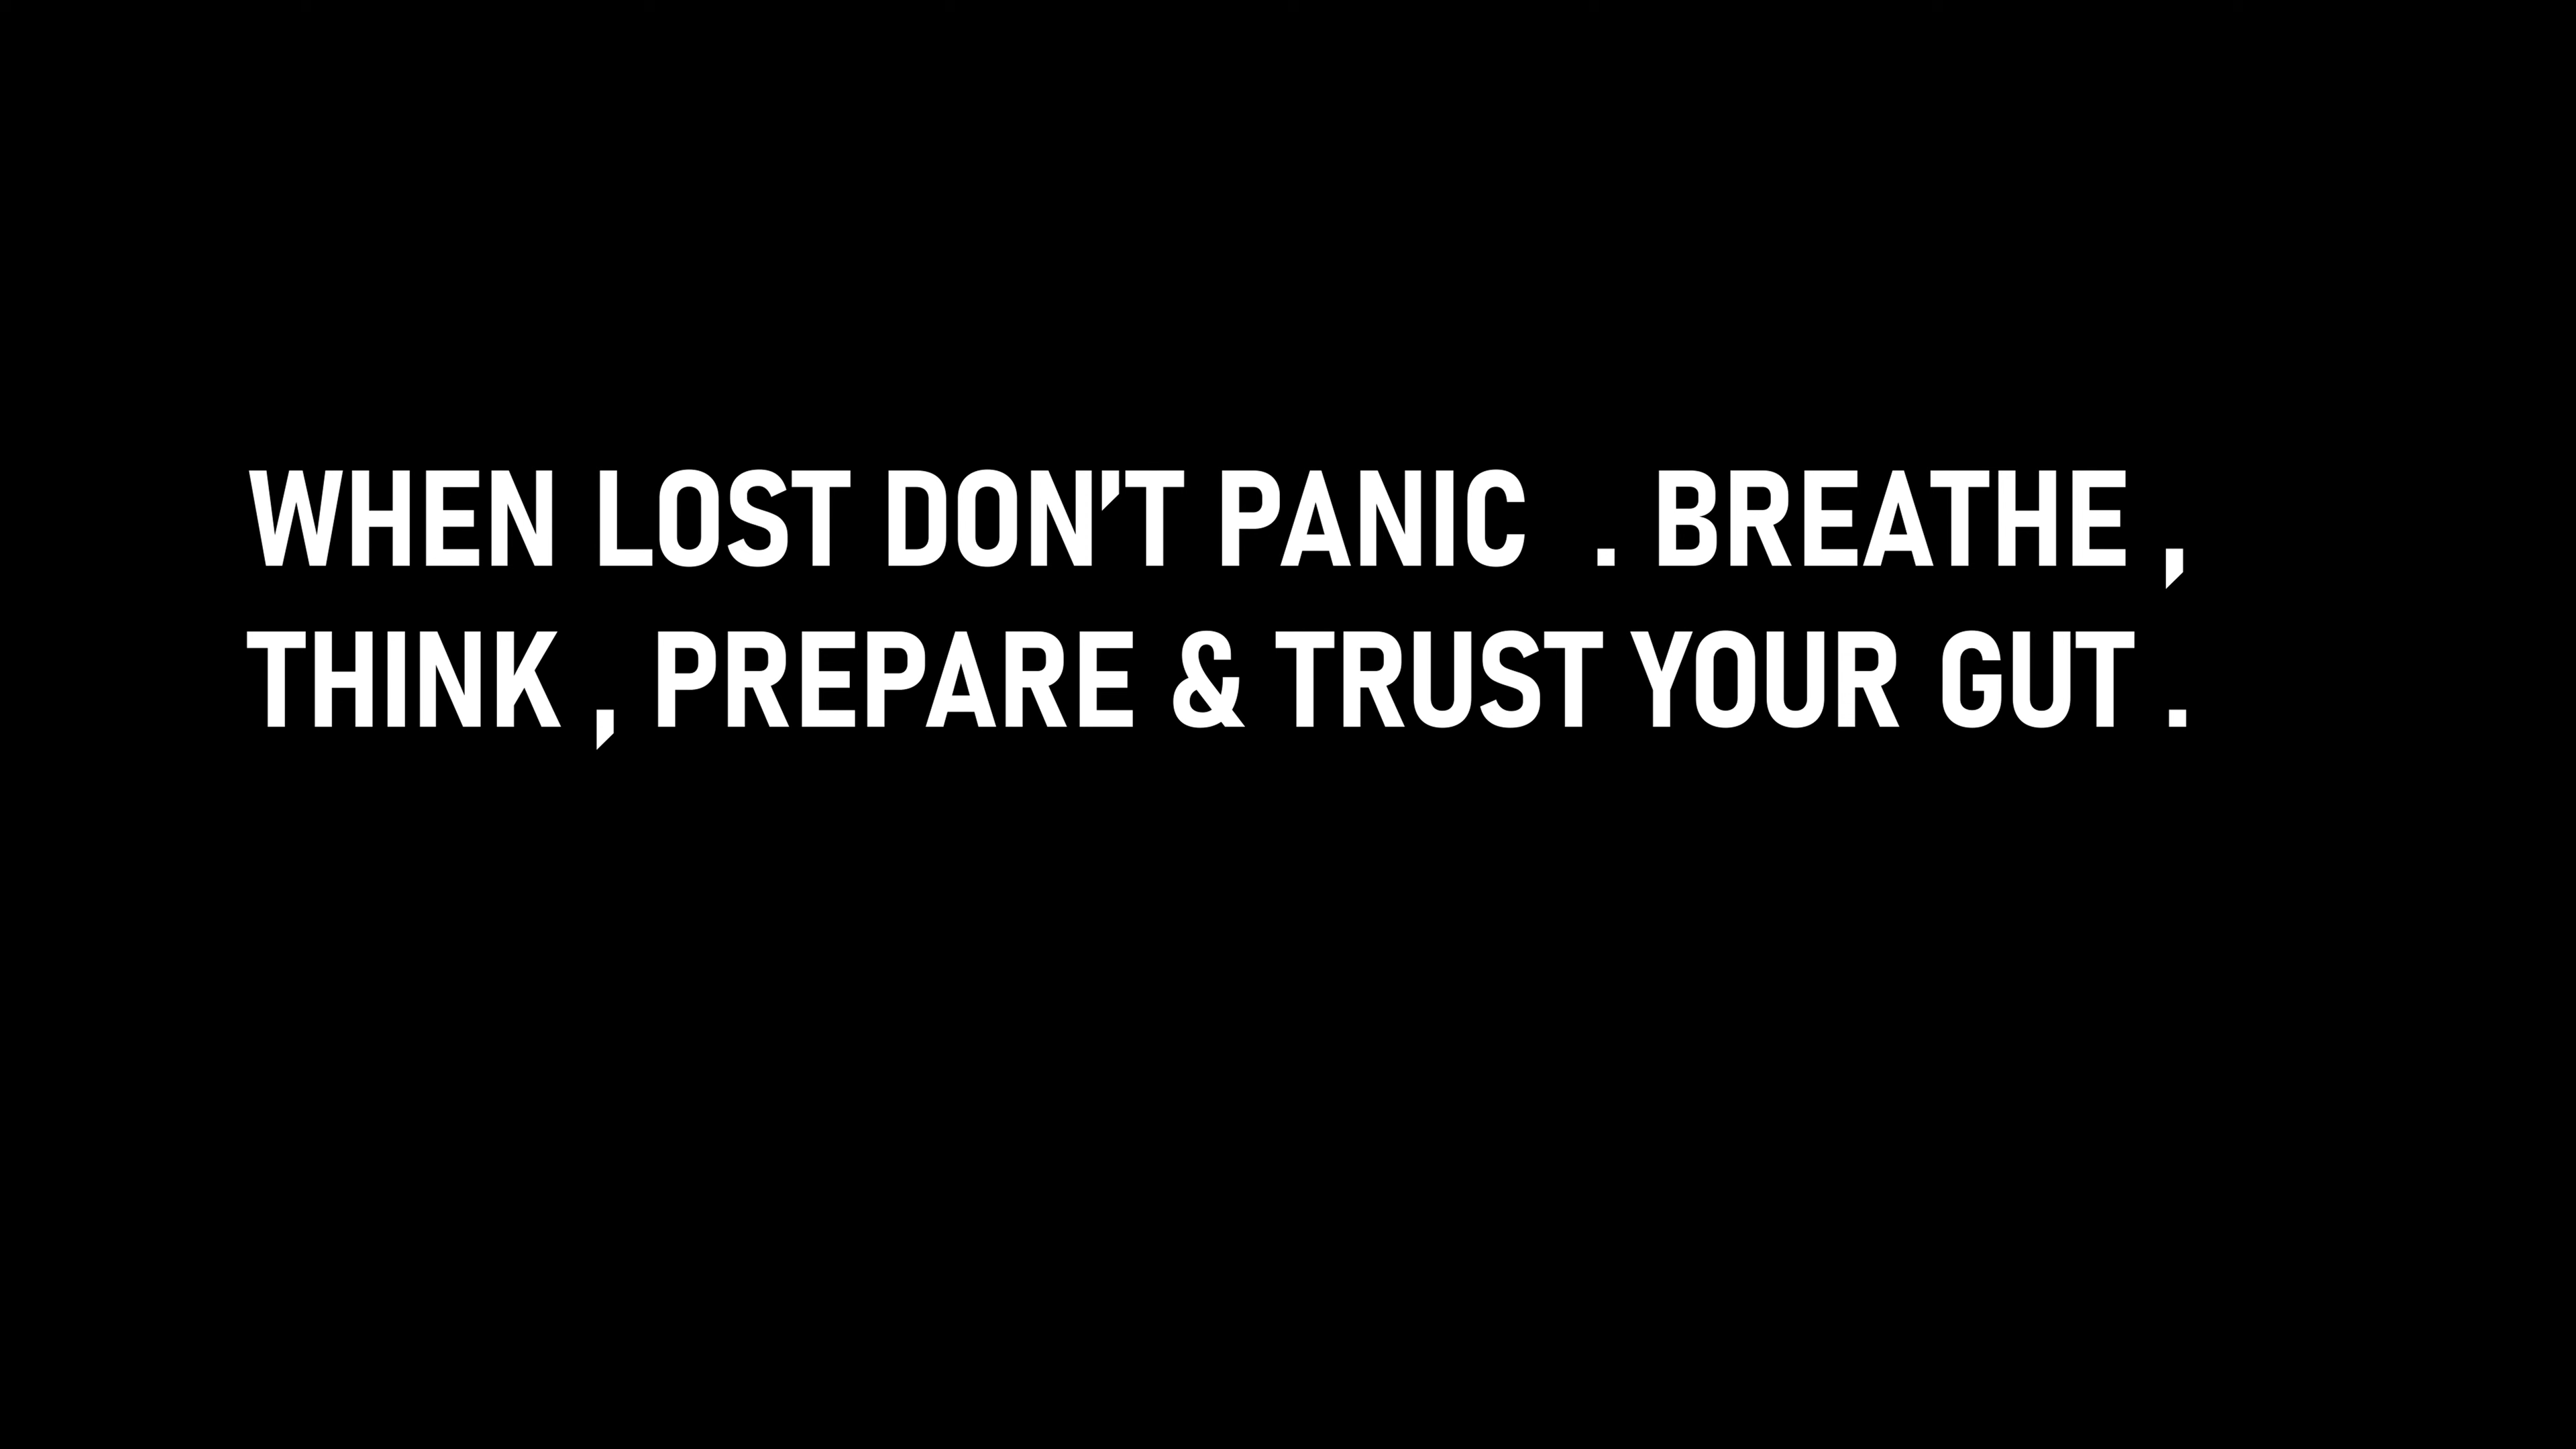 WHEN LOST DON’T PANIC  . BREATHE ,
THINK , PREPARE & TRUST YOUR GUT .